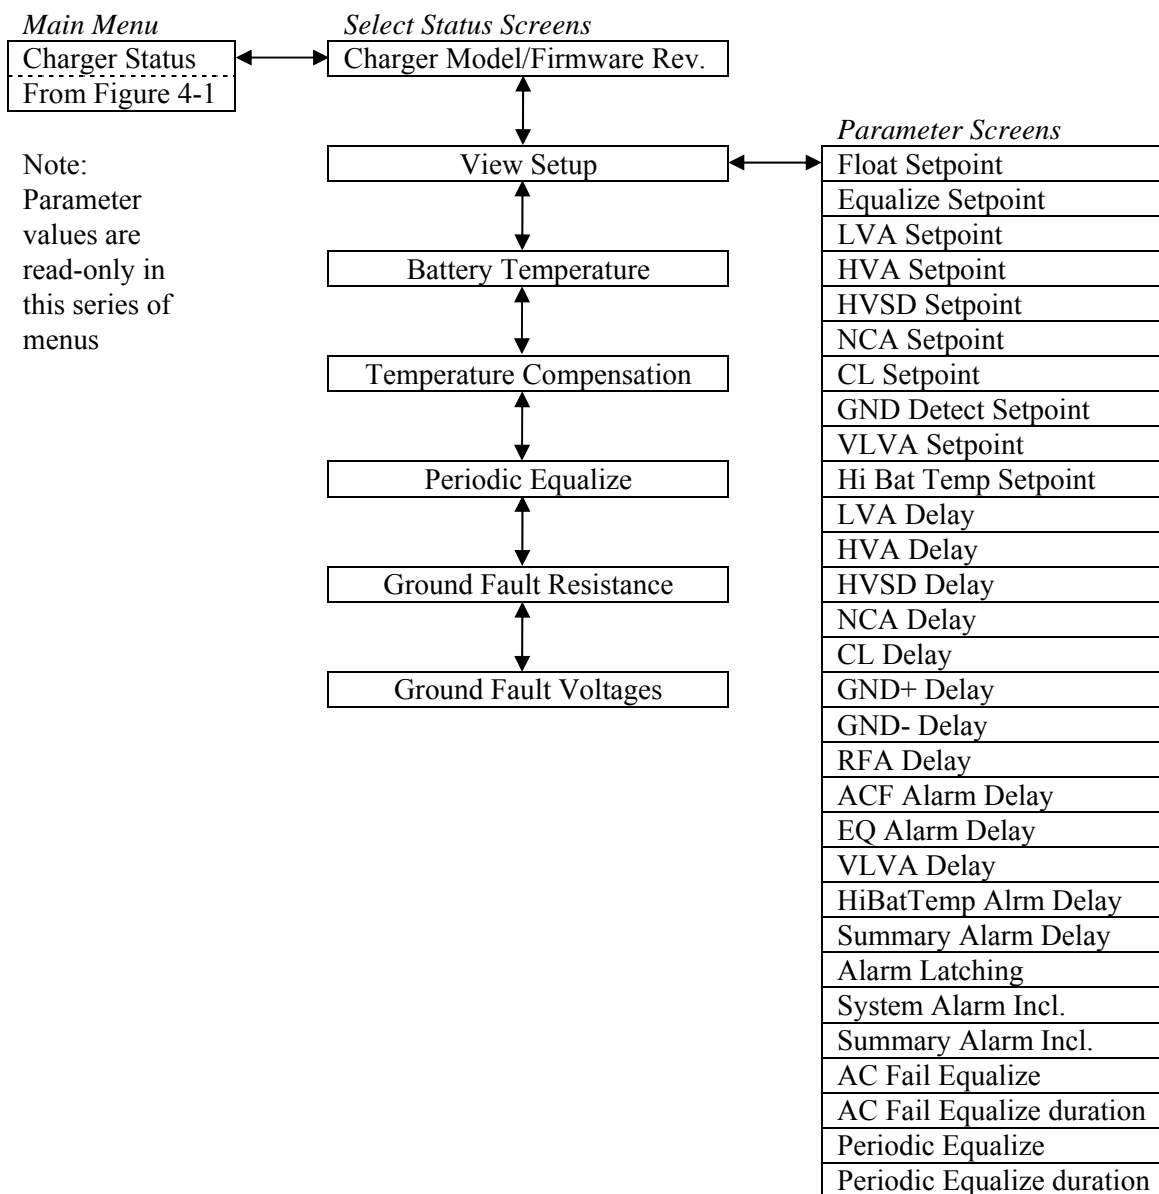 Main Menu
Charger Status
From Figure 4-1
Note:
Parameter
values are
read-only in
this series of
menus
Select Status Screens
Charger Model/Firmware Rev.
View Setup
Battery Temperature
Temperature Compensation
Periodic Equalize
Ground Fault Resistance
Ground Fault Voltages
Parameter Screens
Float Setpoint
Equalize Setpoint
LVA Setpoint
HVA Setpoint
HVSD Setpoint
NCA Setpoint
CL Setpoint
GND Detect Setpoint
VLVA Setpoint
Hi Bat Temp Setpoint
LVA Delay
HVA Delay
HVSD Delay
NCA Delay
CL Delay
GND+ Delay
GND- Delay
RFA Delay
ACF Alarm Delay
EQ Alarm Delay
VLVA Delay
HiBatTemp Alrm Delay
Summary Alarm Delay
Alarm Latching
System Alarm Incl.
Summary Alarm Incl.
AC Fail Equalize
AC Fail Equalize duration
Periodic Equalize
Periodic Equalize duration